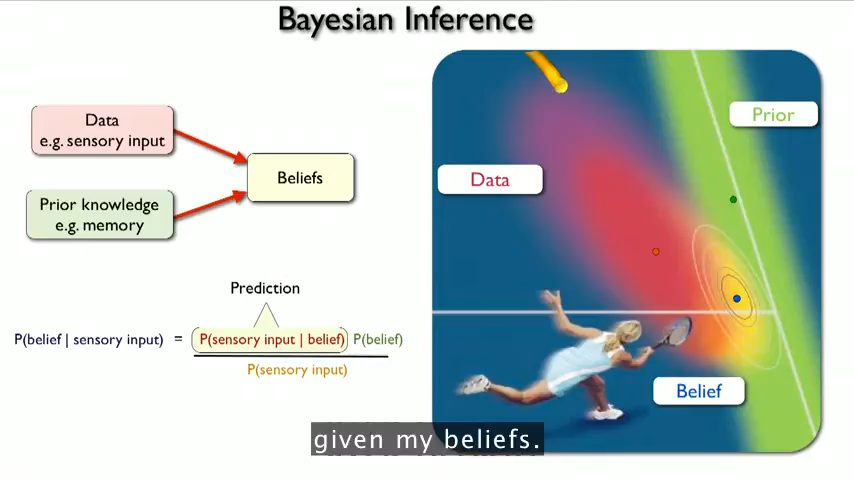 Bayesian Inference
Data
e.g. sensory input
Prior knowledge
e.g. memory
Beliefs
Prediction
P(belief | sensory input) = P(sensory input | belief) P(belief)
P(sensory input)
Prior
Data
Belief
given my beliefs.